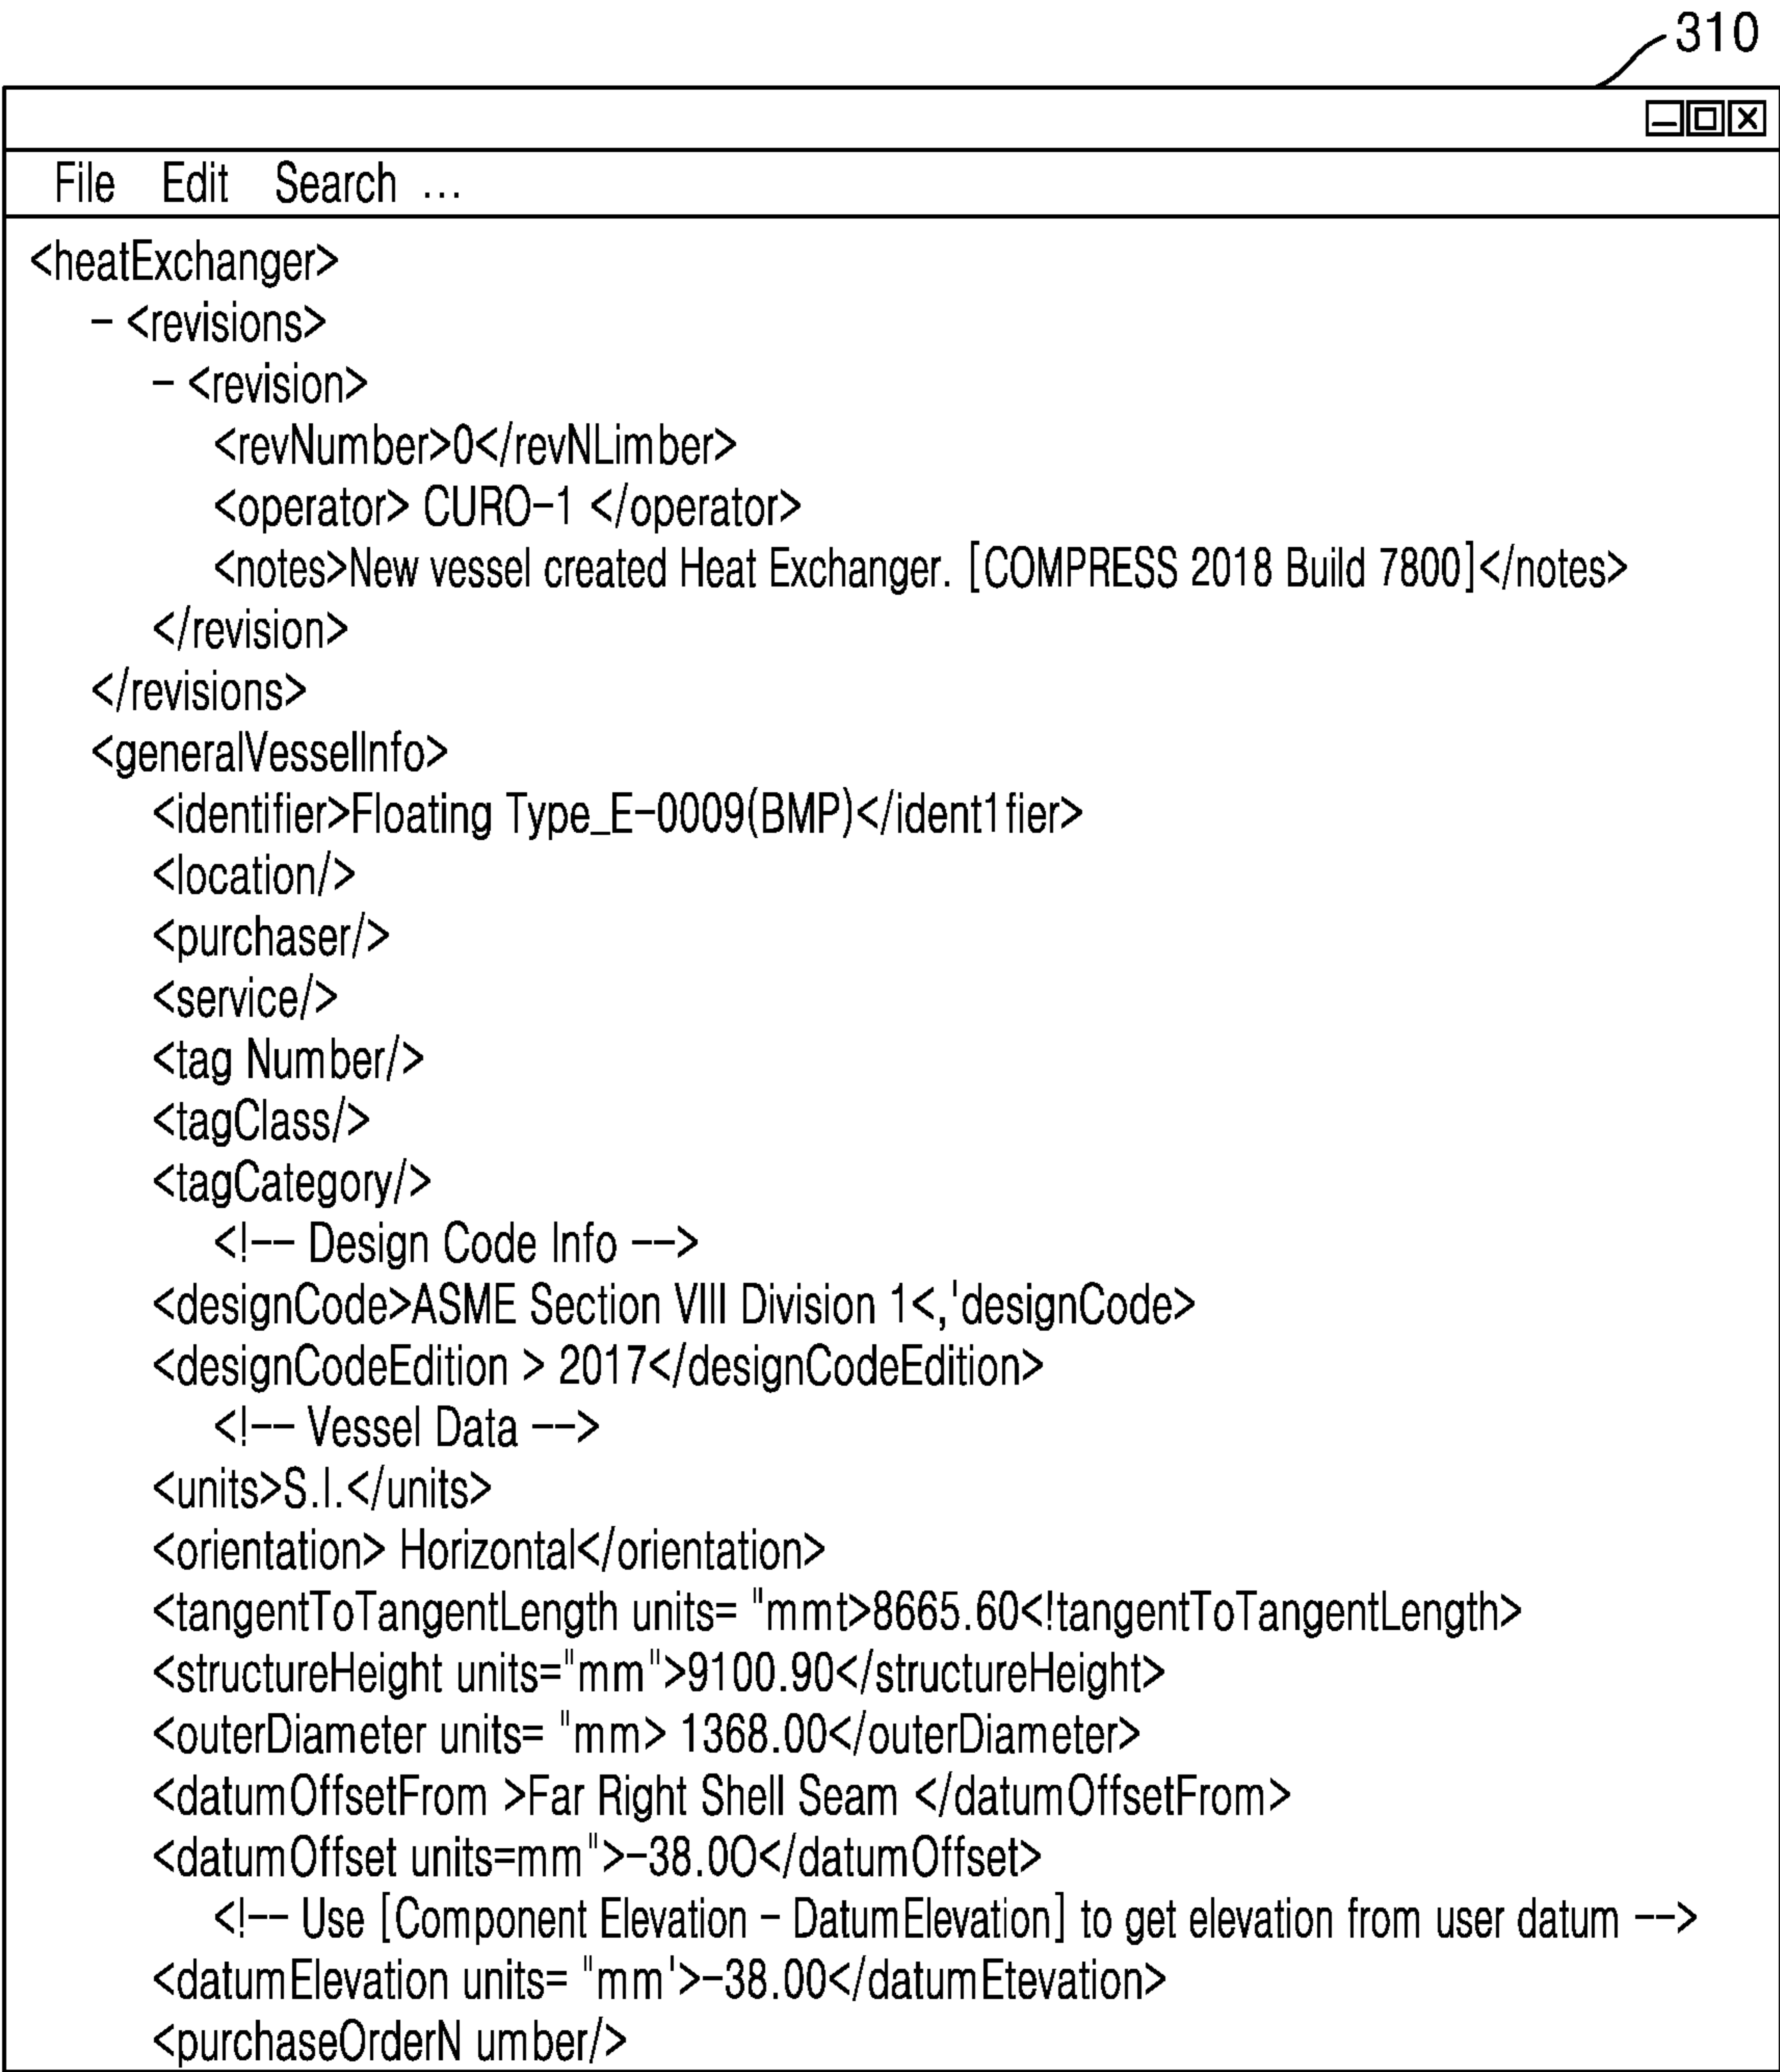 310
File Edit Search ...
<heatExchanger>
– <revisions>
– <revision>
<revNumber>0</revNLimber>
<operator> CURO-1 </operator>
<notes>New vessel created Heat Exchanger. [COMPRESS 2018 Build 7800]</notes>
</revision>
</revisions>
<generalVesselInfo>
<identifier>Floating Type_E-0009(BMP)</ident1fier>
<location/>
<purchaser/>
<service/>
<tag Number/>
<tagClass/>
<tagCategory/>
<!-- Design Code Info -->
<designCode>ASME Section VIII Division 1<,'designCode>
<designCodeEdition > 2017</designCodeEdition>
<!-- Vessel Data -->
<units>S.I.</units>
<orientation> Horizontal</orientation>
<tangentToTangentLength units= "mmt>8665.60<!tangentToTangentLength>
<structureHeight units="mm">9100.90</structureHeight>
<outerDiameter units= "mm> 1368.00</outerDiameter>
<datumOffsetFrom >Far Right Shell Seam </datumOffsetFrom>
<datumOffset units=mm">-38.0O</datumOffset>
<!-- Use [Component Elevation – DatumElevation] to get elevation from user datum -->
<datumElevation units= "mm'>-38.00</datumEtevation>
<purchaseOrderN umber/>